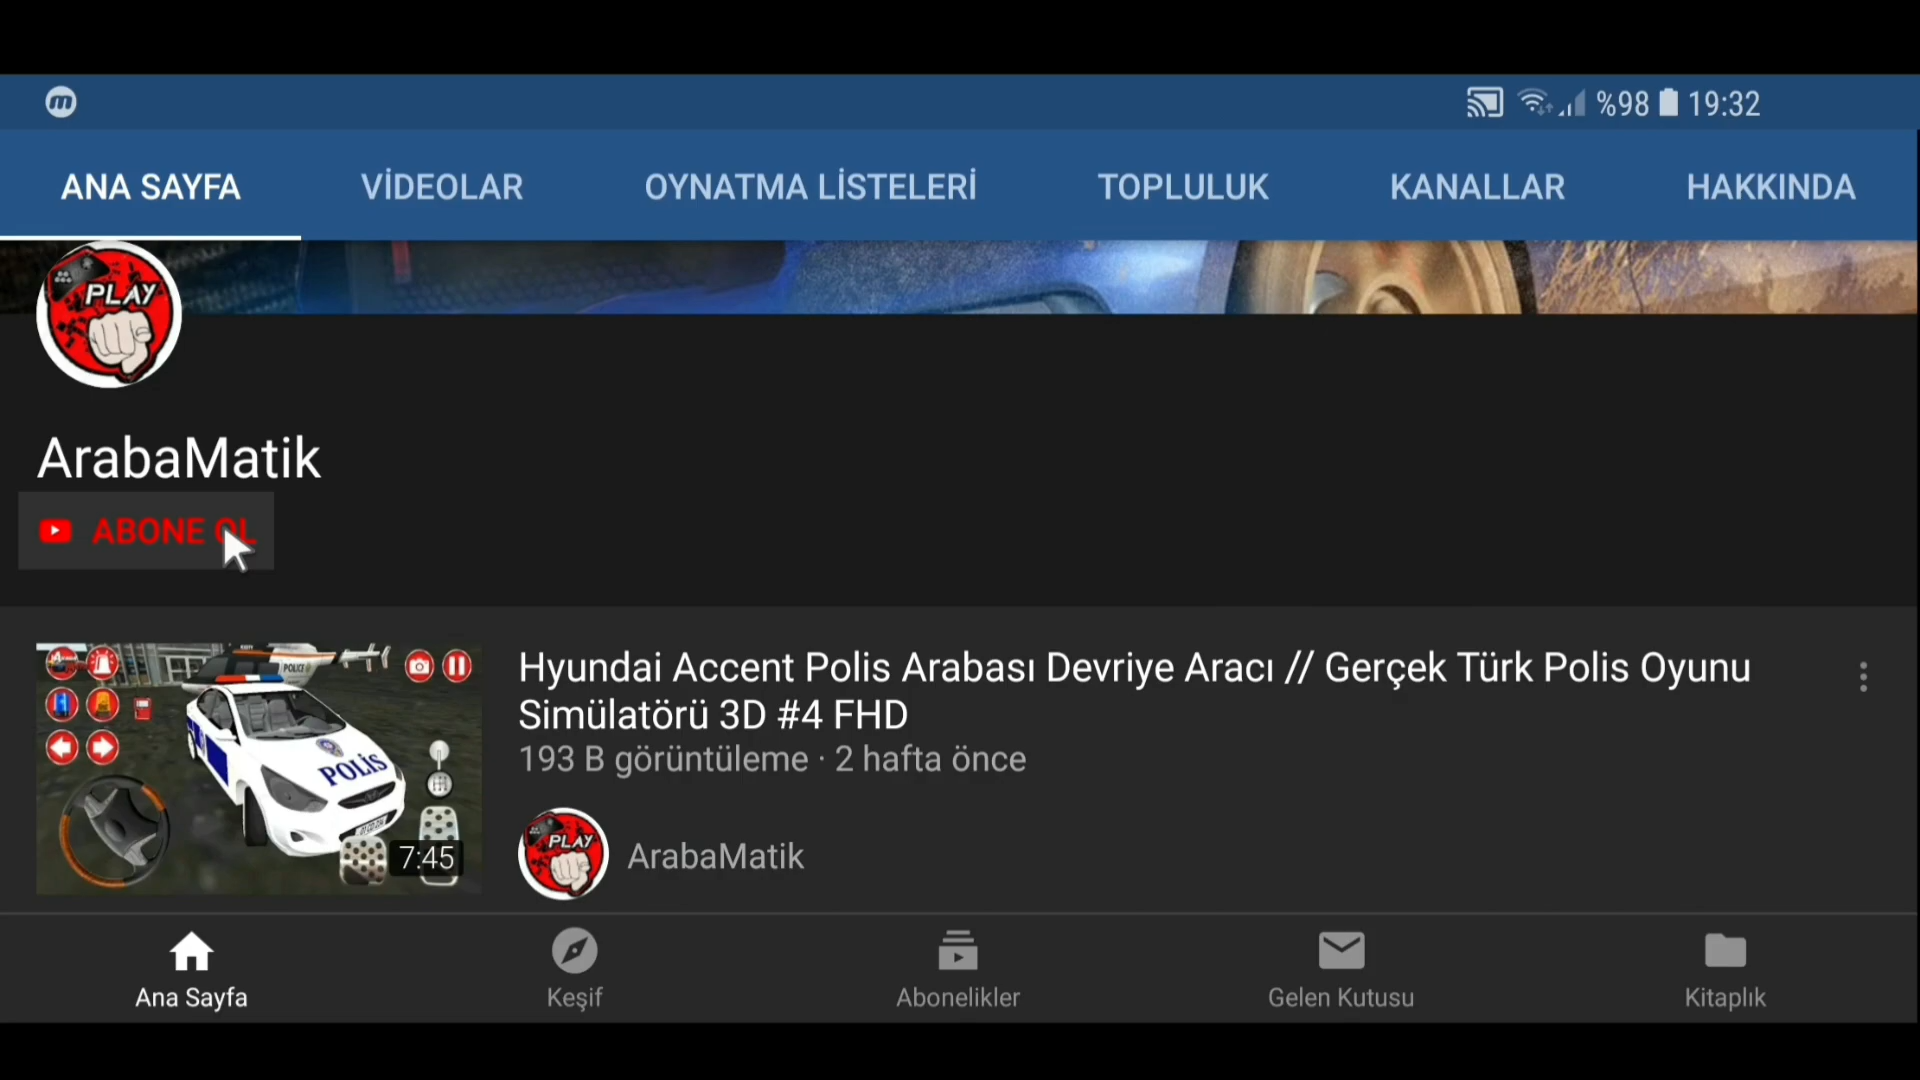 %98 19:32
ANA SAYFA VİDEOLAR OYNATMA LİSTELERİ TOPLULUK KANALLAR HAKKINDA
PLAY
ArabaMatik
ABONE OL
Hyundai Accent Polis Arabası Devriye Aracı // Gerçek Türk Polis Oyunu
Simülatörü 3D #4 FHD
193 B görüntüleme · 2 hafta önce
POLICE
POLİS
7:45
PLAY
ArabaMatik
Ana Sayfa Keşif Abonelikler Gelen Kutusu Kitaplık